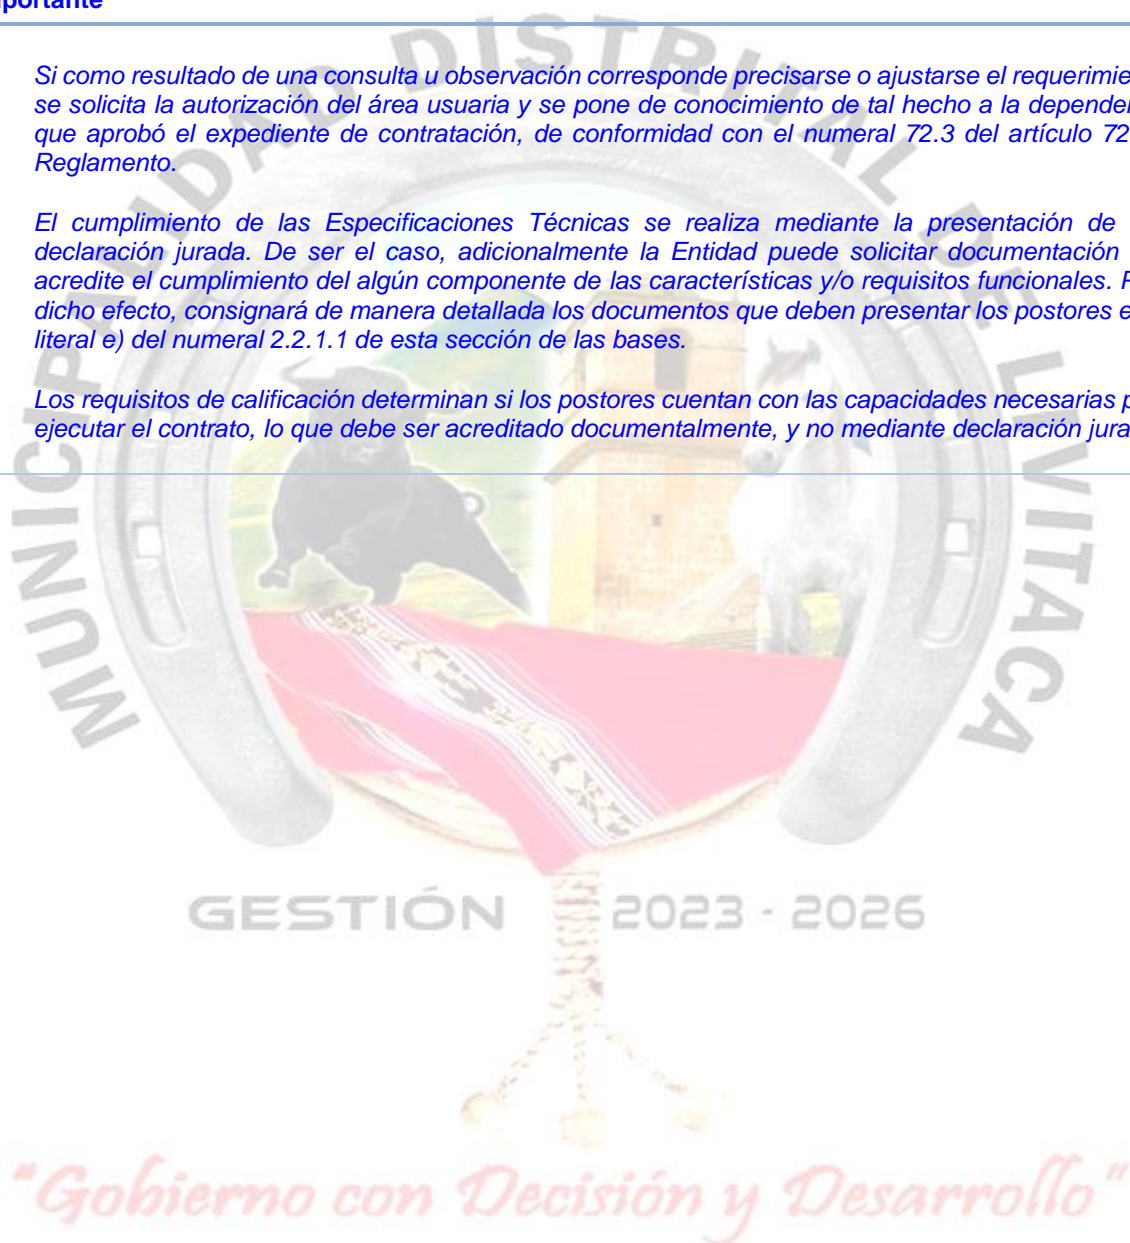 portante
Si como resultado de una consulta u observación corresponde precisarse o ajustarse el requerimie
se solicita la autorización del área usuaria y se pone de conocimiento de tal hecho a la depender
que aprobó el expediente de contratación, de conformidad con el numeral 72.3 del artículo 72
Reglamento.
El cumplimiento de las Especificaciones Técnicas se realiza mediante la presentación de
declaración jurada. De ser el caso, adicionalmente la Entidad puede solicitar documentación
acredite el cumplimiento del algún componente de las características y/o requisitos funcionales. P
dicho efecto, consignará de manera detallada los documentos que deben presentar los postores e
literal e) del numeral 2.2.1.1 de esta sección de las bases.
Los requisitos de calificación determinan si los postores cuentan con las capacidades necesarias p
ejecutar el contrato, lo que debe ser acreditado documentalmente, y no mediante declaración jura
MUNICIPALIDAD DISTRITAL DE LIVITACA
GESTIÓN 2023 - 2026
"Gobierno con Decisión y Desarrollo"